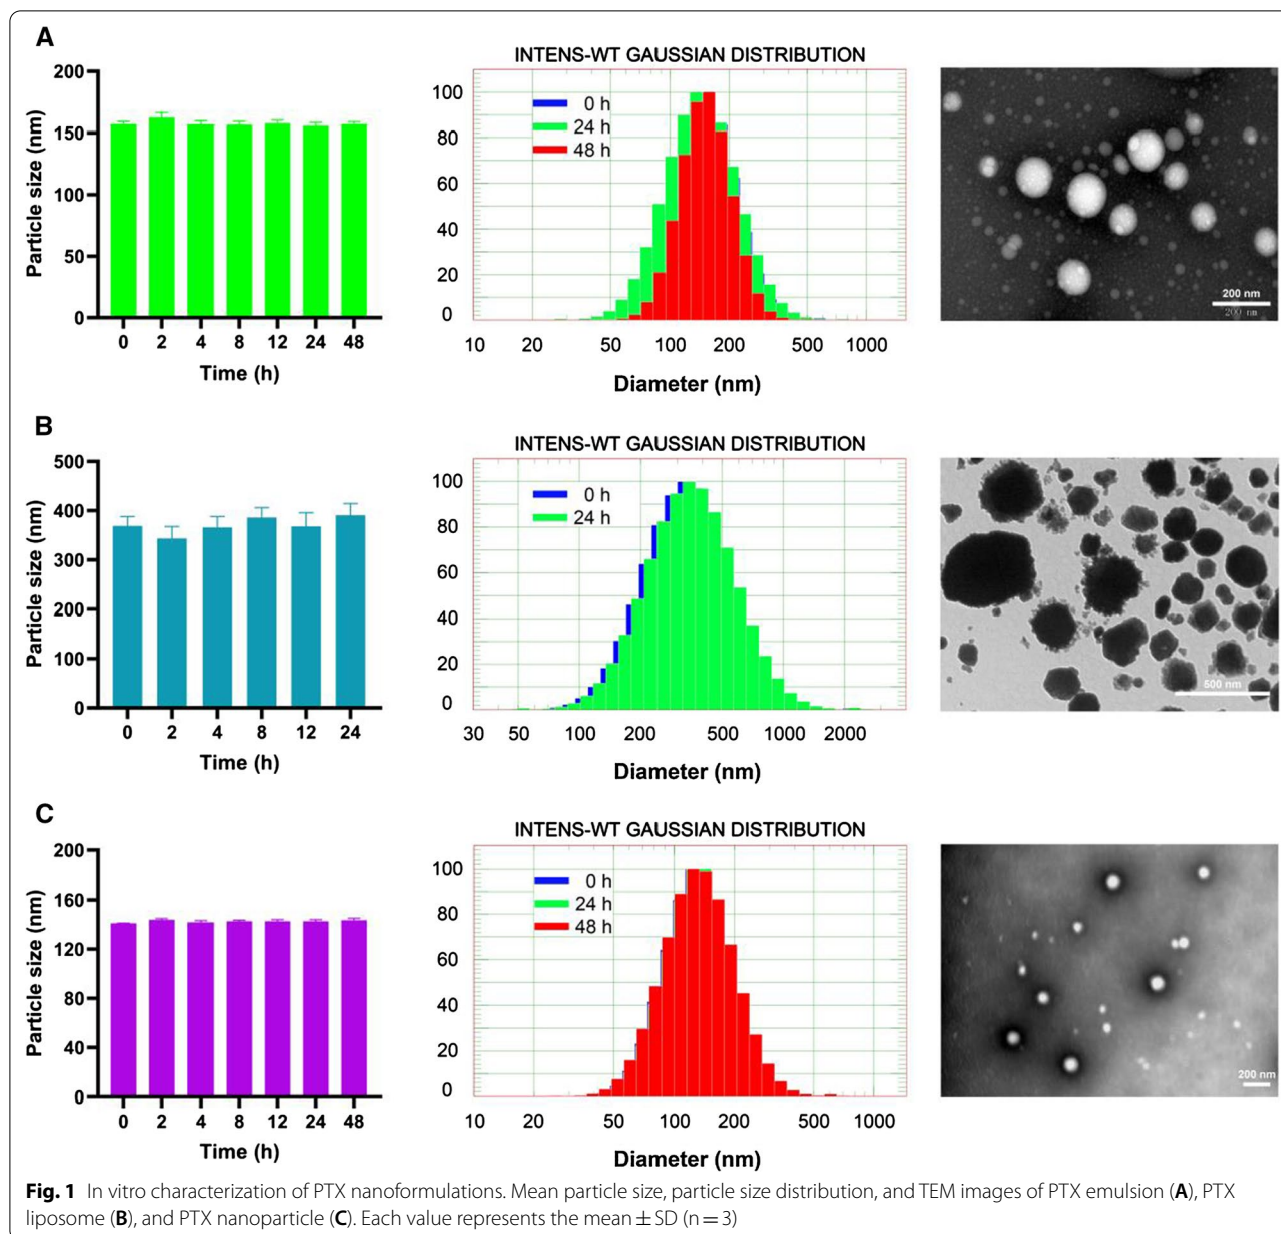 A
Particle size (nm)
200
150
100
50
0
0 2 4 8 12 24 48
Time (h)
INTENS-WT GAUSSIAN DISTRIBUTION
0 h
24 h
48 h
100
80
60
40
20
0
10 20 50 100 200 500 1000
Diameter (nm)
200 nm
200 nm
B
Particle size (nm)
500
400
300
200
100
0
0 2 4 8 12 24
Time (h)
INTENS-WT GAUSSIAN DISTRIBUTION
0 h
24 h
100
80
60
40
20
0
30 50 100 200 500 1000 2000
Diameter (nm)
500 nm
C
Particle size (nm)
200
160
120
80
40
0
0 2 4 8 12 24 48
Time (h)
INTENS-WT GAUSSIAN DISTRIBUTION
0 h
24 h
48 h
100
80
60
40
20
0
10 20 50 100 200 500 1000
Diameter (nm)
200 nm
Fig. 1 In vitro characterization of PTX nanoformulations. Mean particle size, particle size distribution, and TEM images of PTX emulsion (A), PTX
liposome (B), and PTX nanoparticle (C). Each value represents the mean ± SD (n = 3)